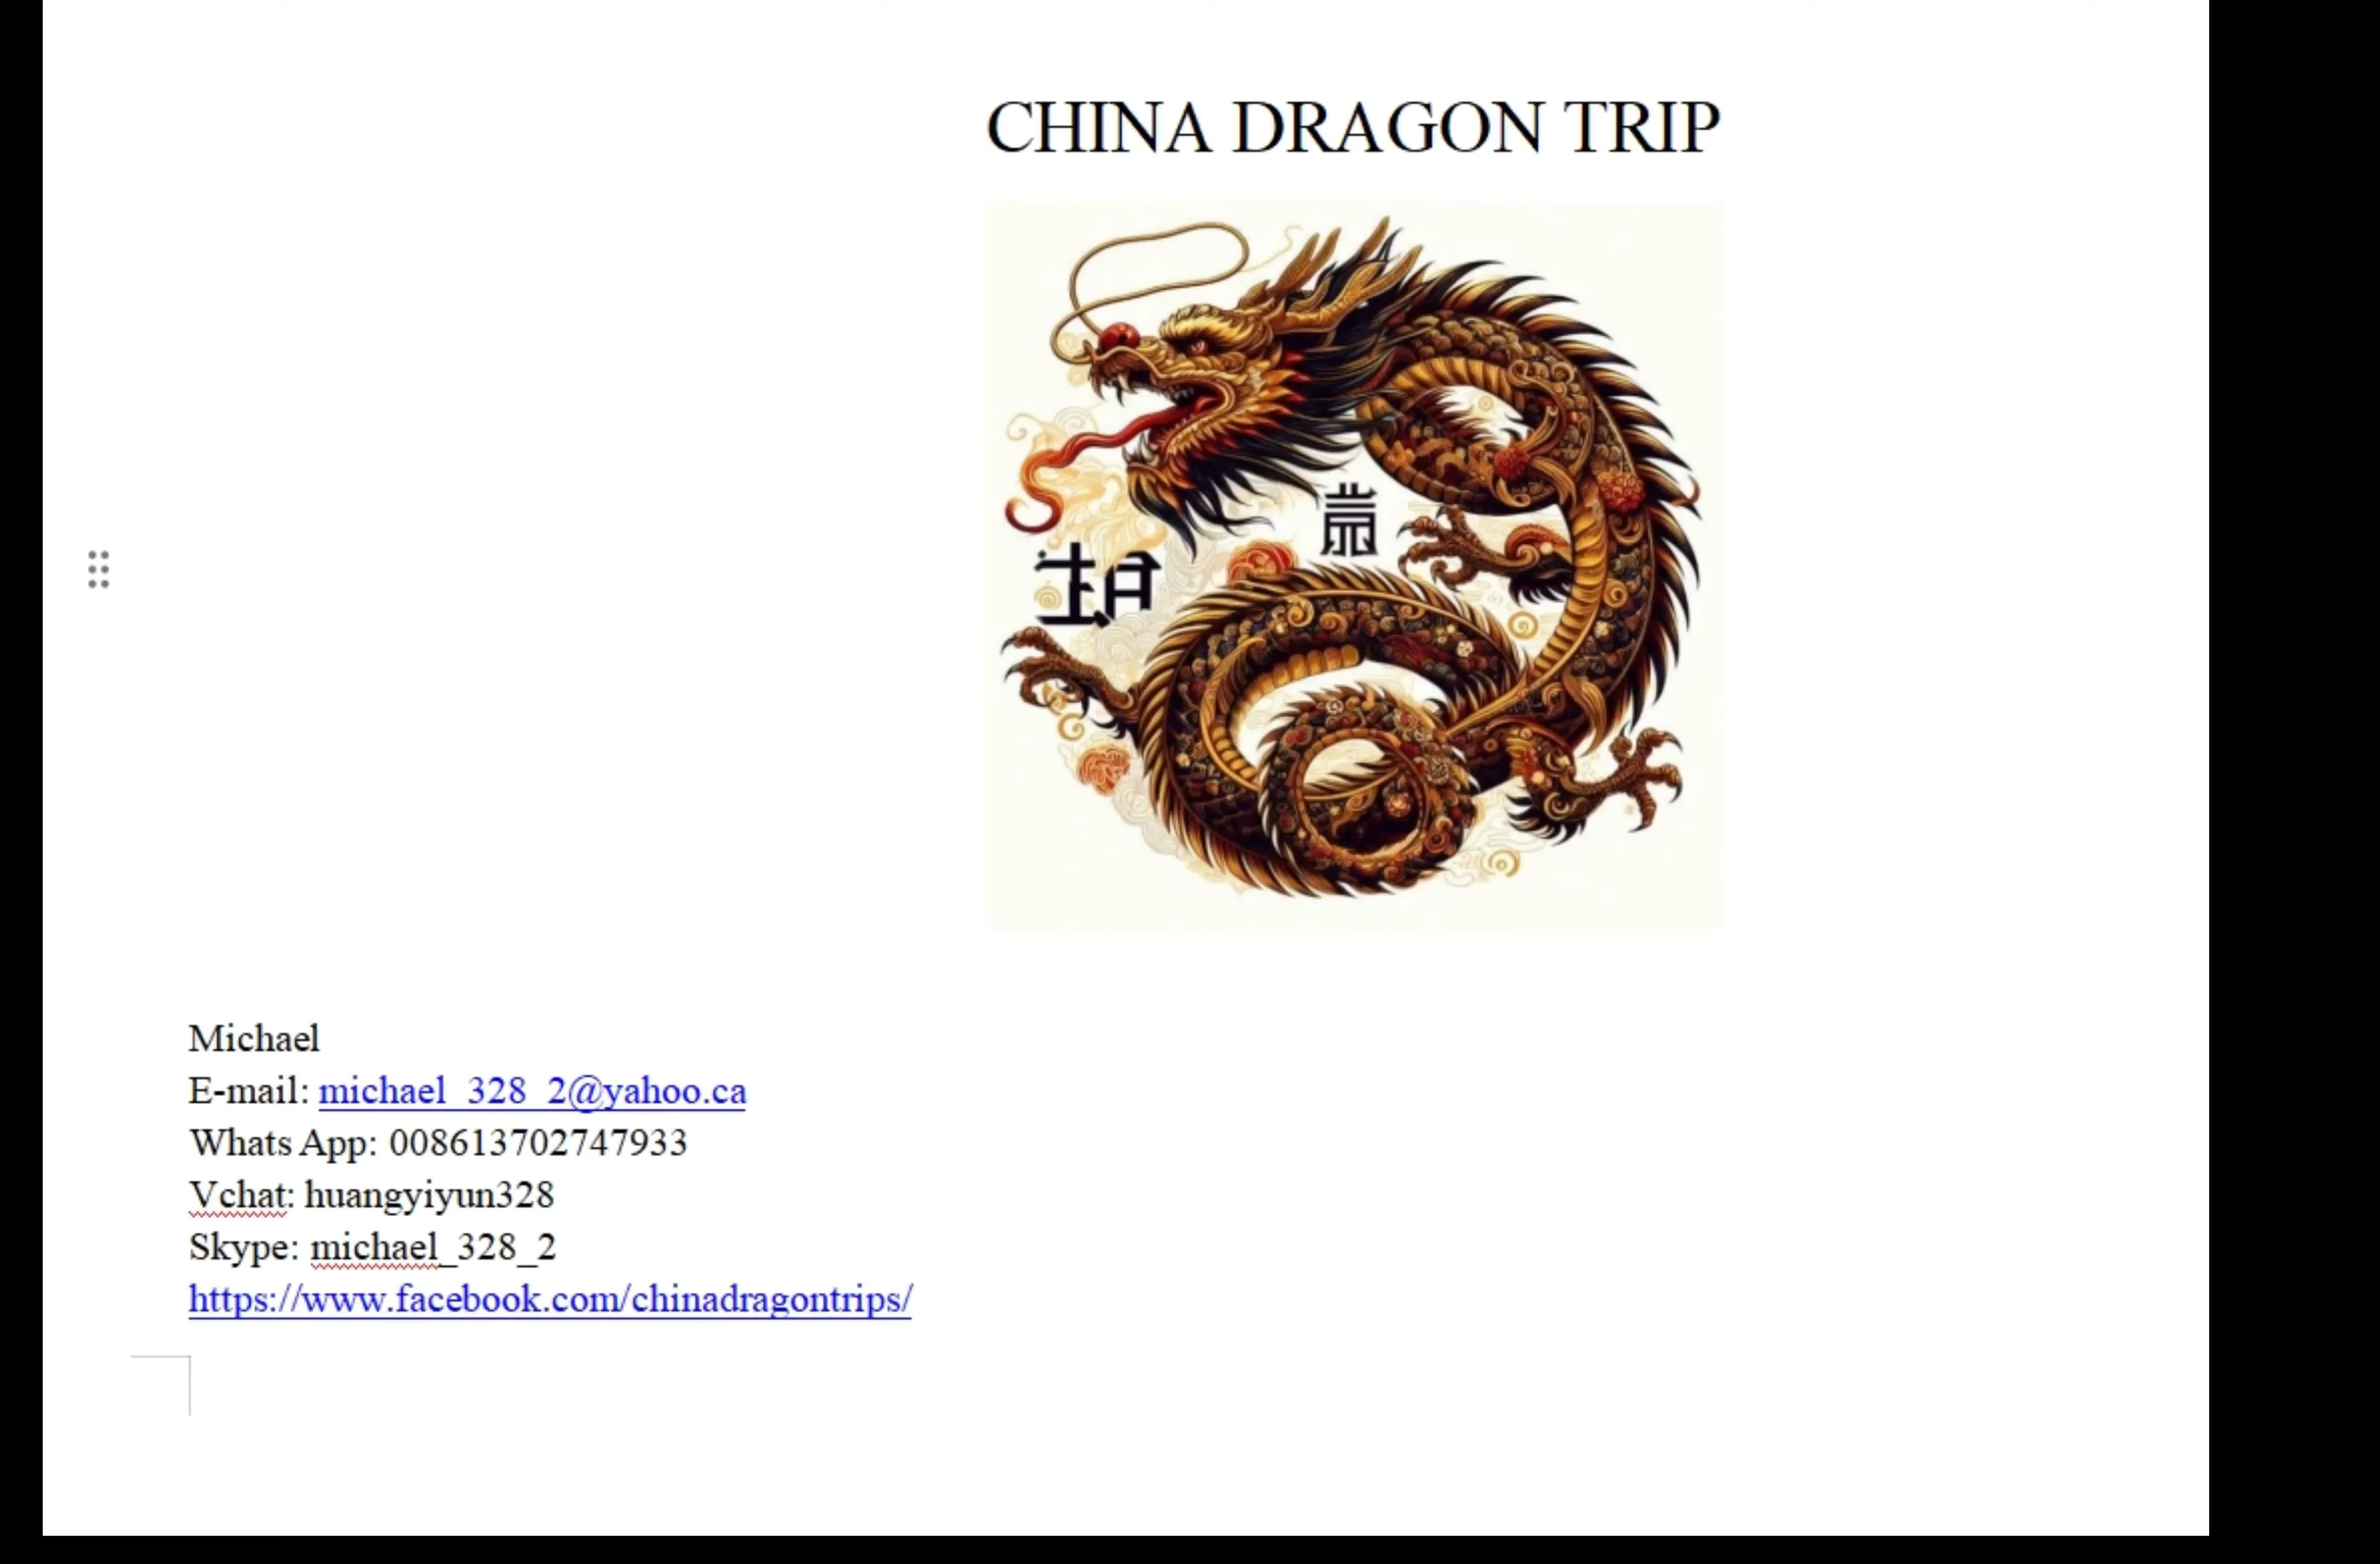 CHINA DRAGON TRIP
Michael
E-mail: michael_328_2@yahoo.ca
Whats App: 008613702747933
Vchat: huangyiyun328
Skype: michael_328_2
https://www.facebook.com/chinadragontrips/